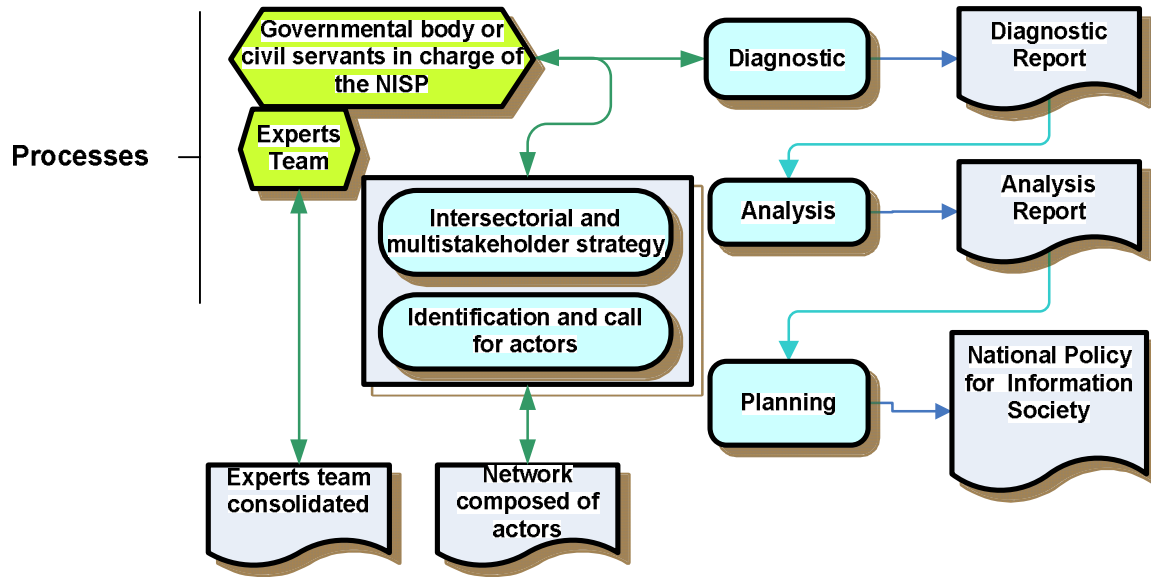 Processes
Governmental body or
civil servants in charge of
the NISP
Experts
Team
Intersectorial and
multistakeholder strategy
Identification and call
for actors
Experts team
consolidated
Network
composed of
actors
Diagnostic
Diagnostic
Report
Analysis
Analysis
Report
Planning
National Policy
for Information
Society